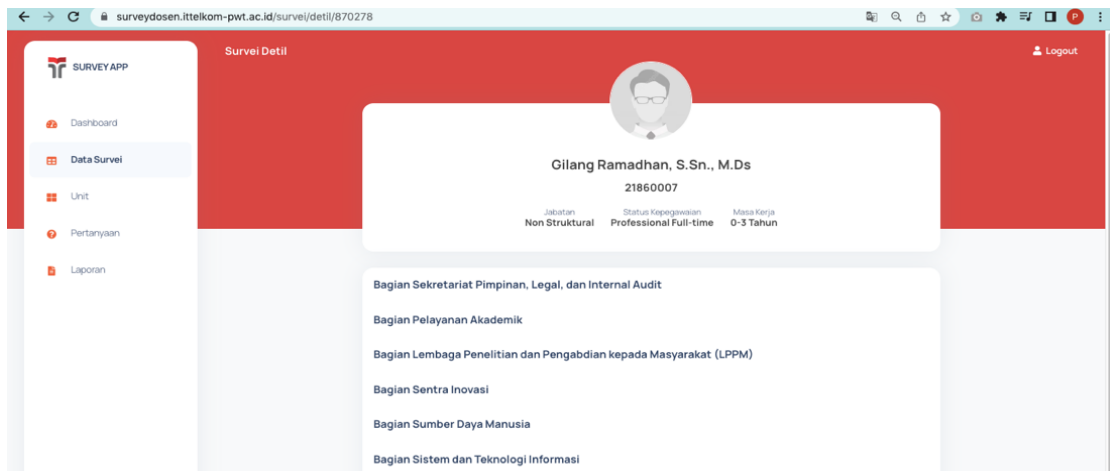 surveydosen.ittelkom-pwt.ac.id/survei/detil/870278
P
SURVEY APP
Survei Detil
Logout
Dashboard
Data Survei
Unit
Pertanyaan
Laporan
Gilang Ramadhan, S.Sn., M.Ds
21860007
Jabatan Status Kepegawaian Masa Kerja
Non Struktural Professional Full-time 0-3 Tahun
Bagian Sekretariat Pimpinan, Legal, dan Internal Audit
Bagian Pelayanan Akademik
Bagian Lembaga Penelitian dan Pengabdian kepada Masyarakat (LPPM)
Bagian Sentra Inovasi
Bagian Sumber Daya Manusia
Bagian Sistem dan Teknologi Informasi